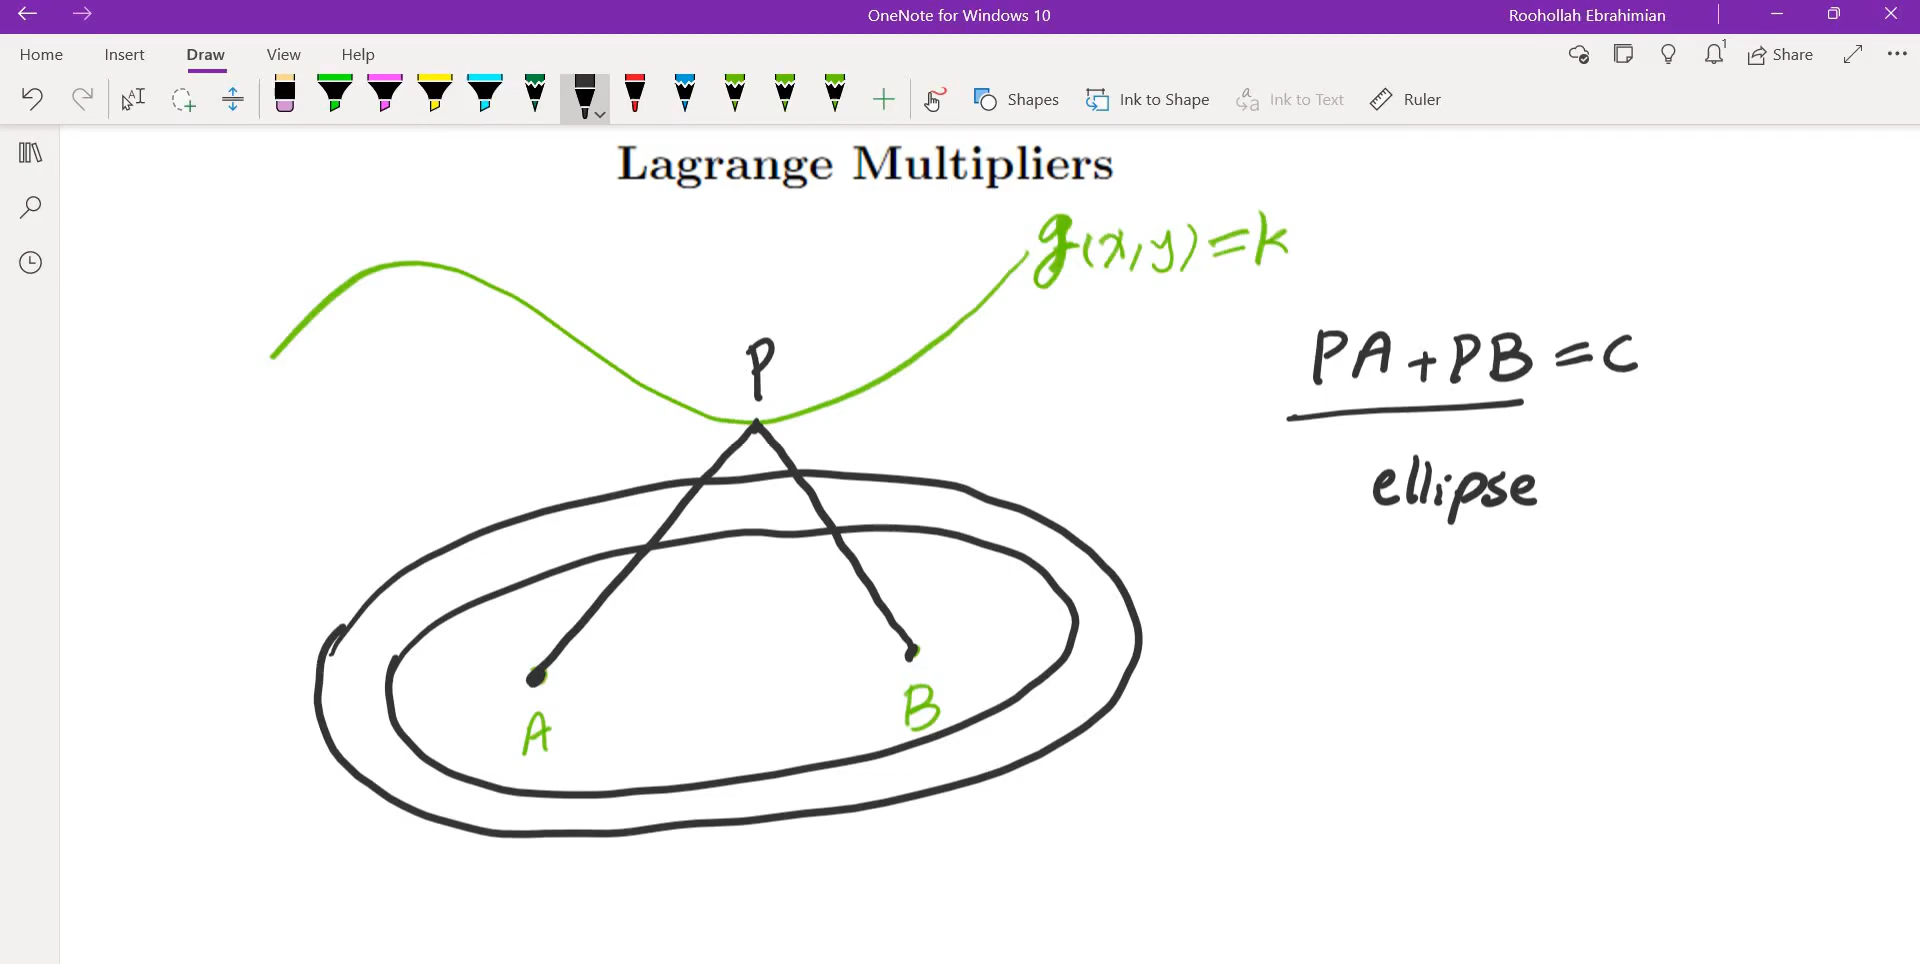 OneNote for Windows 10
Roohollah Ebrahimian
Home Insert Draw View Help
1 Share
Shapes Ink to Shape Ink to Text Ruler
Lagrange Multipliers
g(x,y)=k
P
PA+PB=C
ellipse
A
B